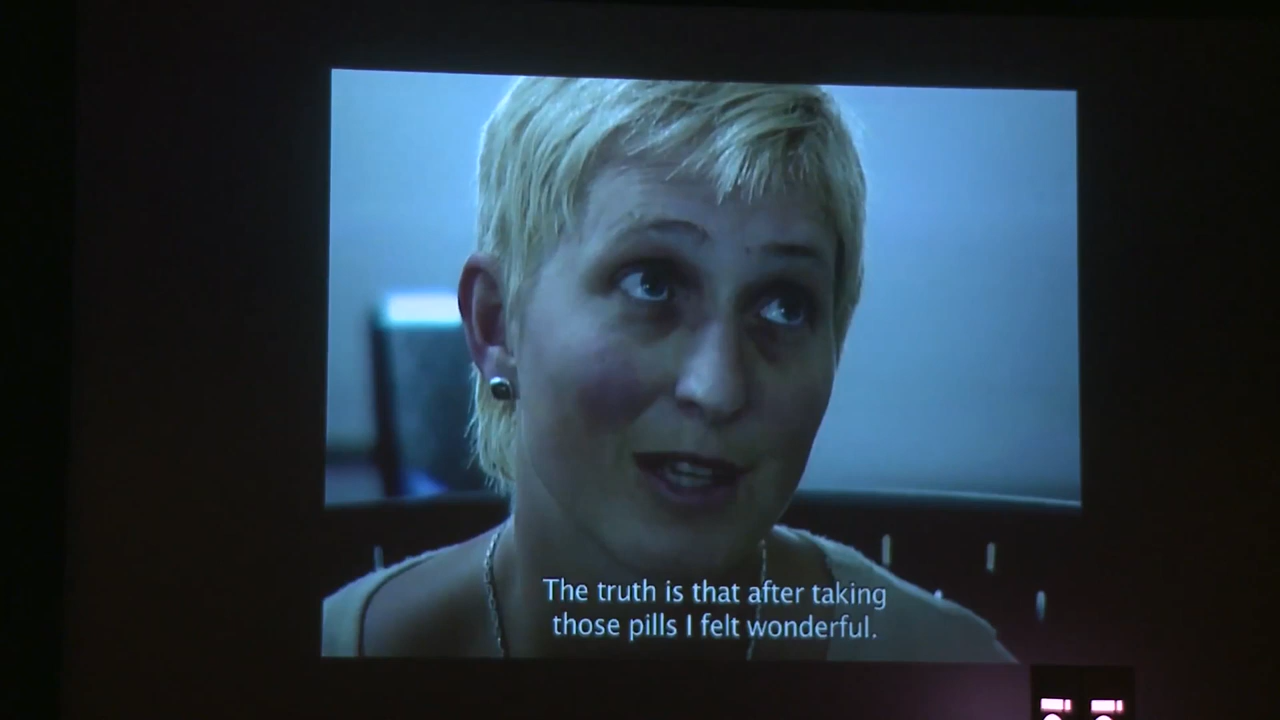 The truth is that after taking
those pills I felt wonderful.